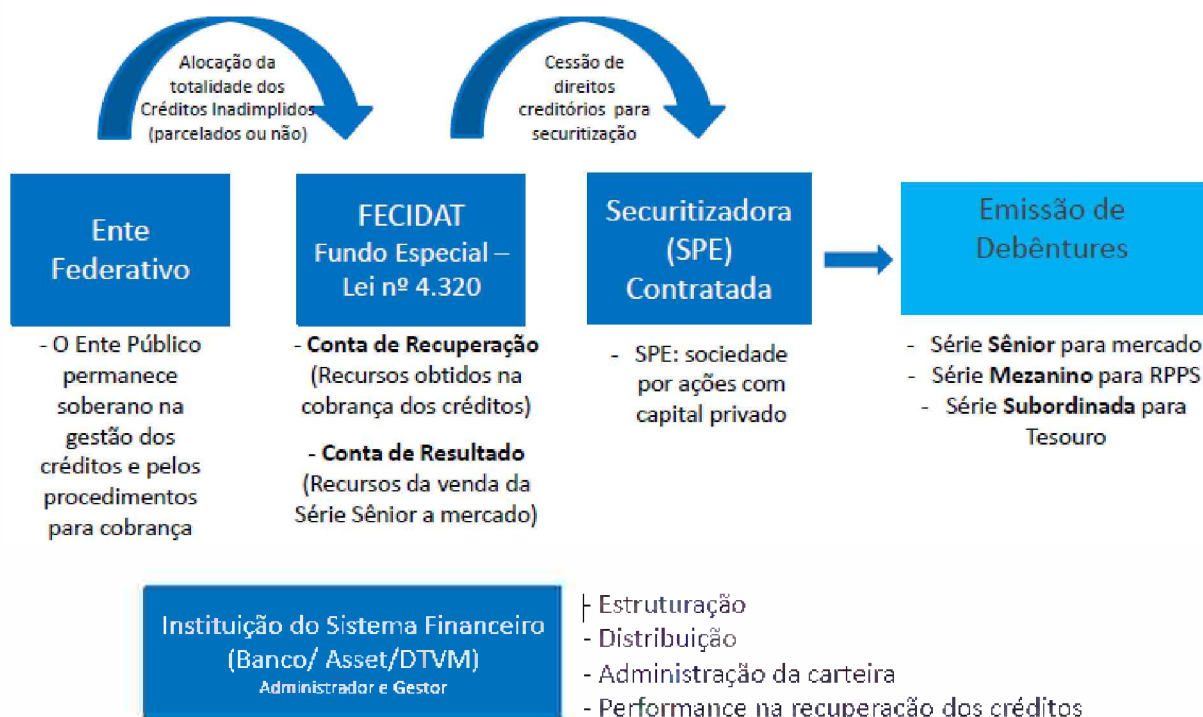 Alocação da
totalidade dos
Créditos Inadimplidos
(parcelados ou não)
Cessão de
direitos
creditórios para
securitização
Ente
Federativo
FECIDAT
Fundo Especial –
Lei nº 4.320
Securitizadora
(SPE)
Contratada
Emissão de
Debêntures
- O Ente Público
permanece
soberano na
gestão dos
créditos e pelos
procedimentos
para cobrança
- Conta de Recuperação
(Recursos obtidos na
cobrança dos créditos)
- Conta de Resultado
(Recursos da venda da
Série Sênior a mercado)
- SPE: sociedade
por ações com
capital privado
- Série Sênior para mercado
- Série Mezanino para RPPS
- Série Subordinada para
Tesouro
Instituição do Sistema Financeiro
(Banco/ Asset/DTVM)
Administrador e Gestor
- Estruturação
- Distribuição
- Administração da carteira
- Performance na recuperação dos créditos